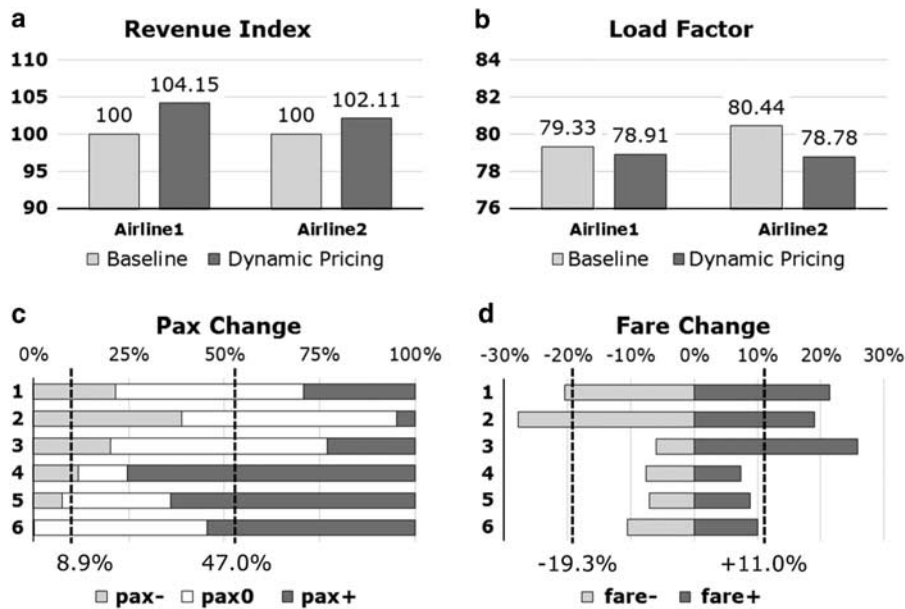 a
Revenue Index
110
105
100
95
90
100
104.15
100
102.11
Airline1
Airline2
Baseline
Dynamic Pricing
b
Load Factor
84
82
80
78
76
79.33
78.91
80.44
78.78
Airline1
Airline2
Baseline
Dynamic Pricing
c
Pax Change
0% 25% 50% 75% 100%
1
2
3
4
5
6
8.9% 47.0%
pax- pax0 pax+
d
Fare Change
-30% -20% -10% 0% 10% 20% 30%
1
2
3
4
5
6
-19.3% +11.0%
fare- fare+